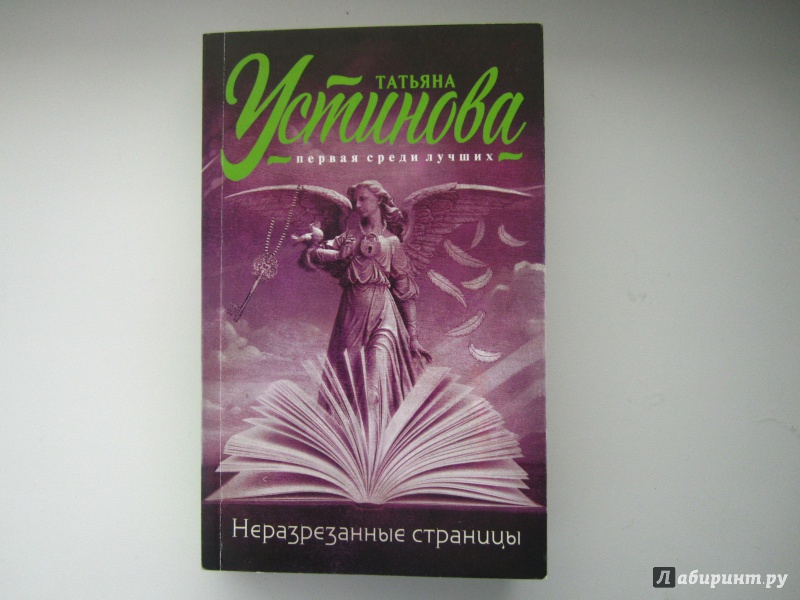 ТАТЬЯНА
Устинова
первая среди лучших
Неразрезанные страницы
Лабиринт.ру